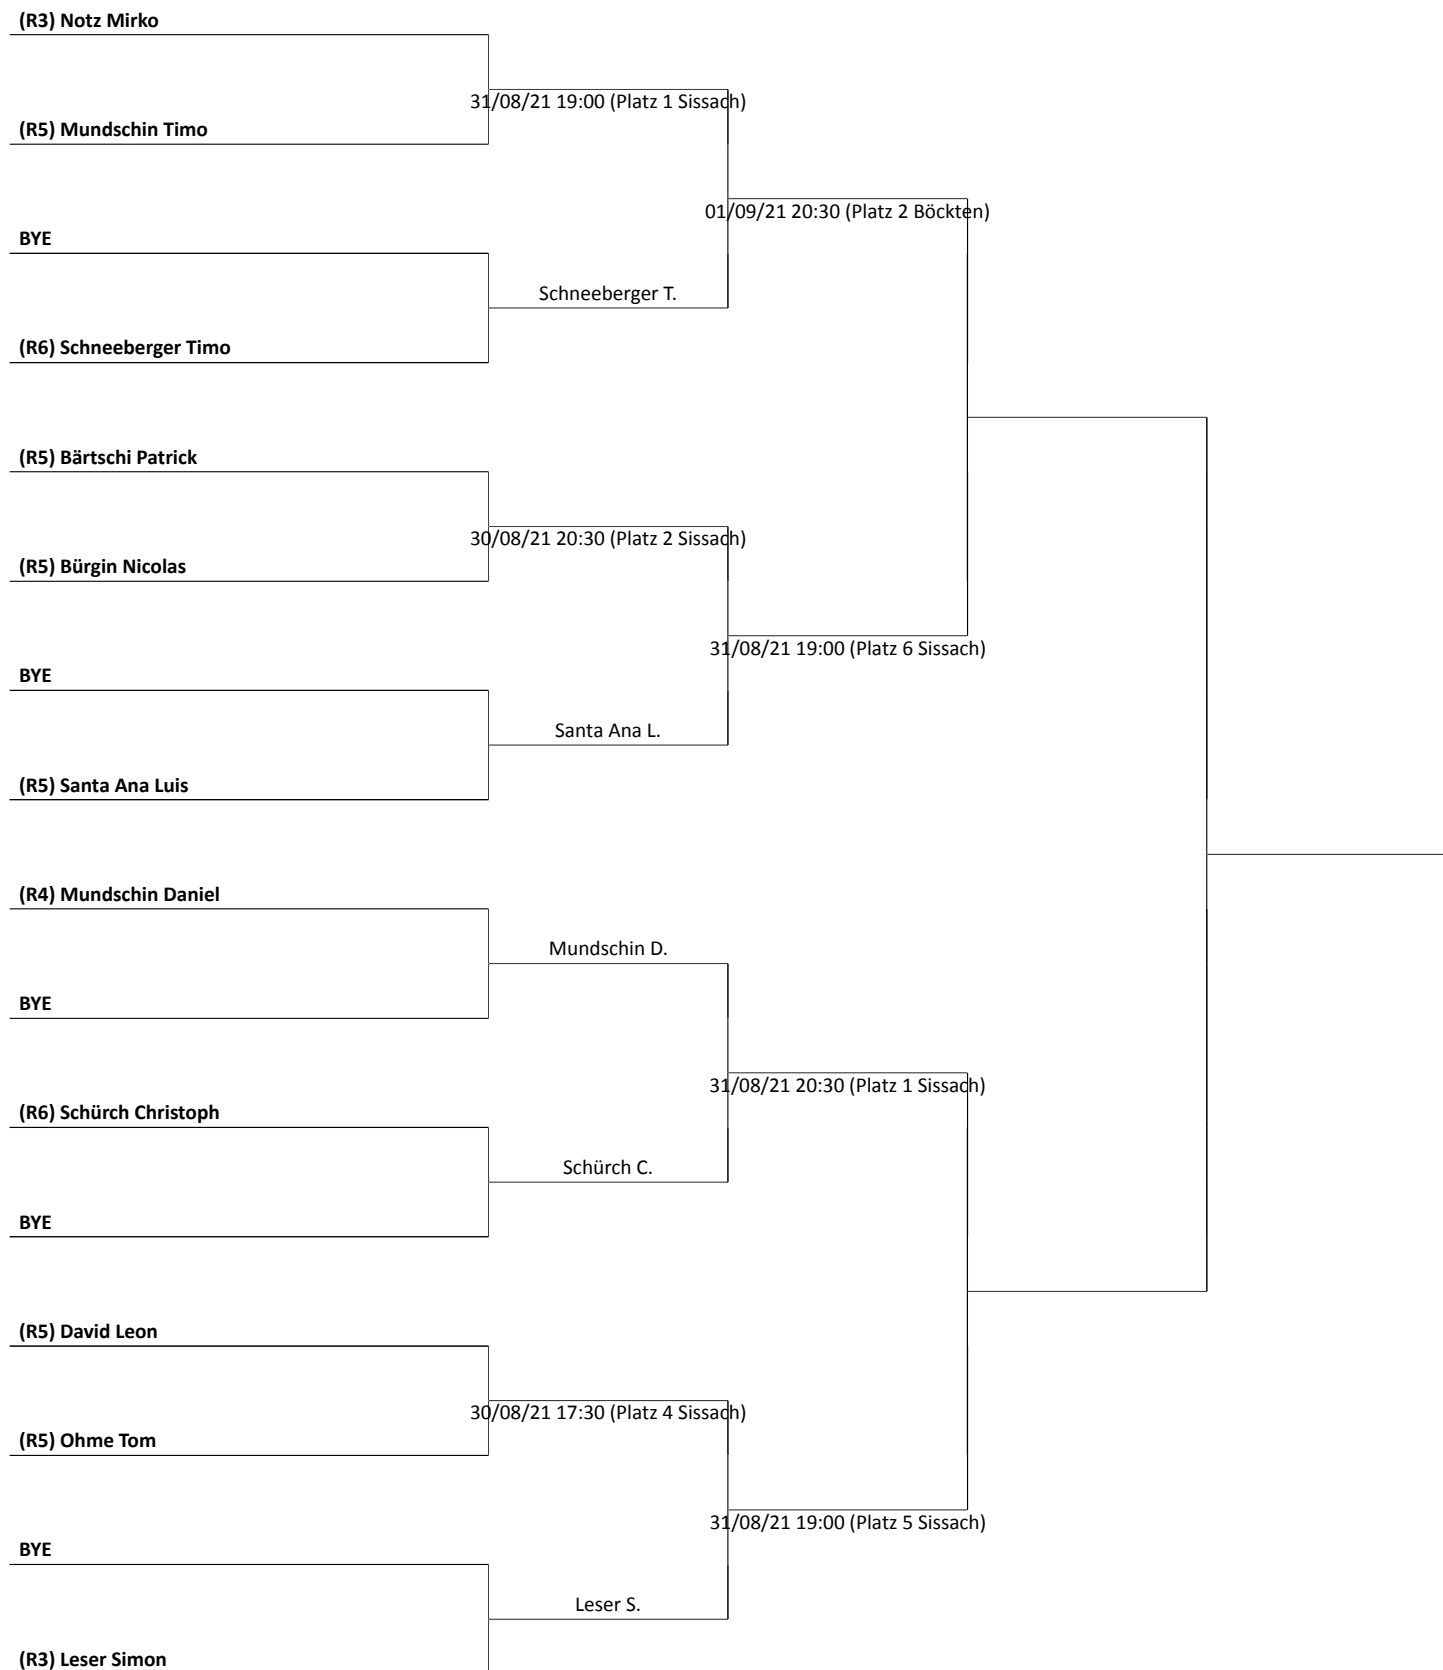 (R3) Notz Mirko
31/08/21 19:00 (Platz 1 Sissach)
(R5) Mundschin Timo
01/09/21 20:30 (Platz 2 Böckten)
BYE
Schneeberger T.
(R6) Schneeberger Timo
(R5) Bärtschi Patrick
30/08/21 20:30 (Platz 2 Sissach)
(R5) Bürgin Nicolas
31/08/21 19:00 (Platz 6 Sissach)
BYE
Santa Ana L.
(R5) Santa Ana Luis
(R4) Mundschin Daniel
Mundschin D.
BYE
31/08/21 20:30 (Platz 1 Sissach)
(R6) Schürch Christoph
Schürch C.
BYE
(R5) David Leon
30/08/21 17:30 (Platz 4 Sissach)
(R5) Ohme Tom
31/08/21 19:00 (Platz 5 Sissach)
BYE
Leser S.
(R3) Leser Simon